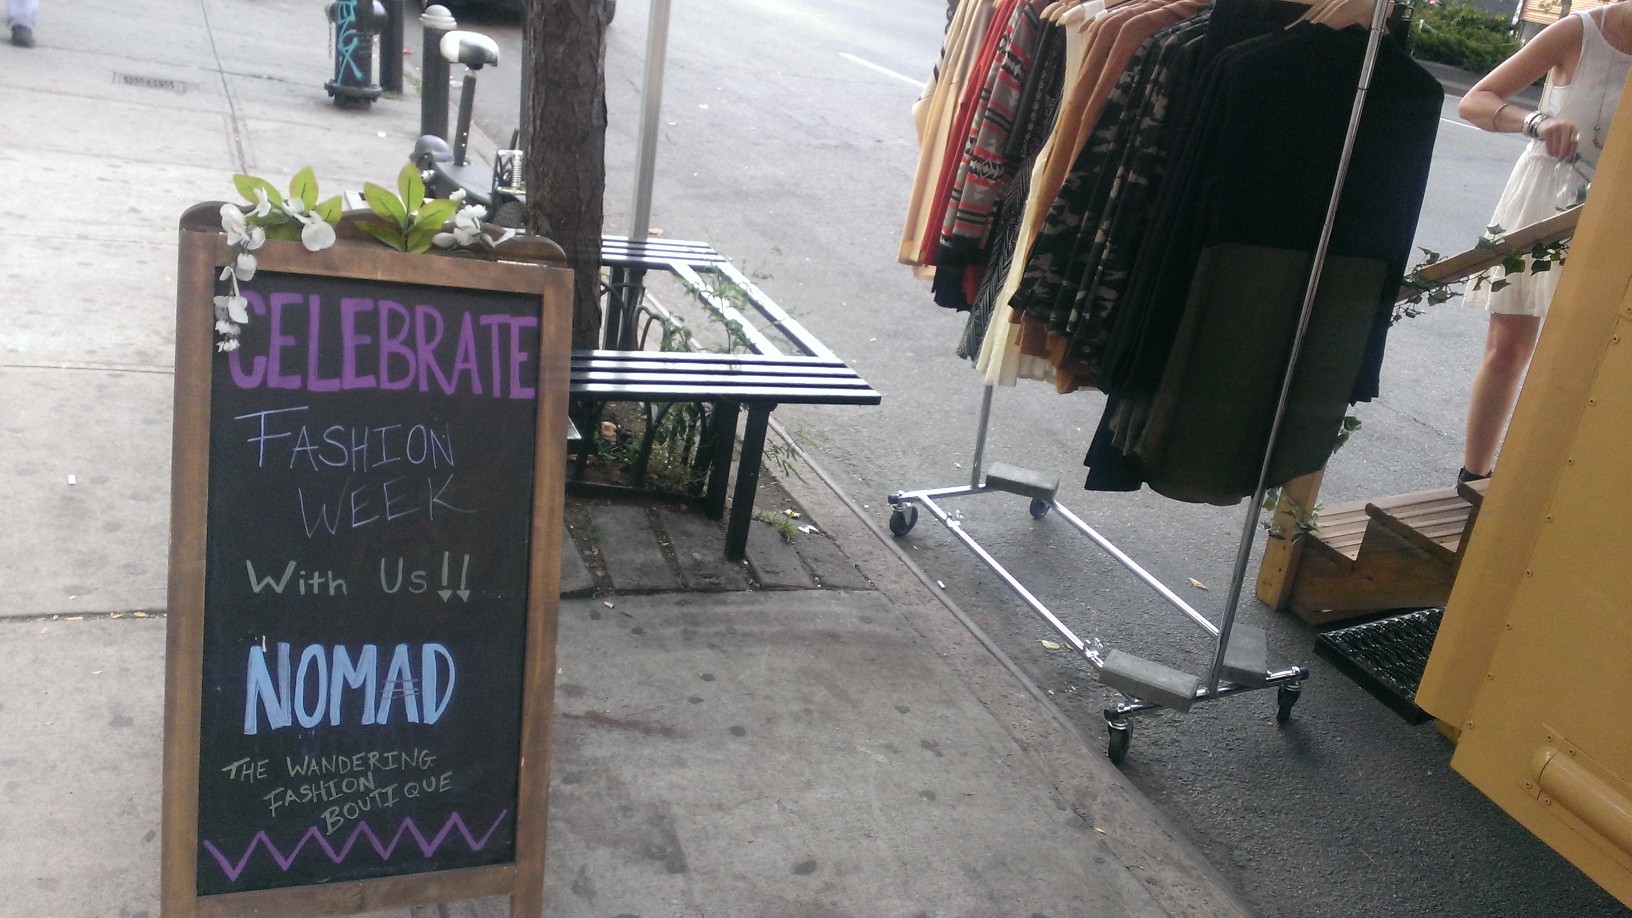 CELEBRATE
FASHION
WEEK
With Us!!
NOMAD
THE WANDERING
FASHION
BOUTIQUE